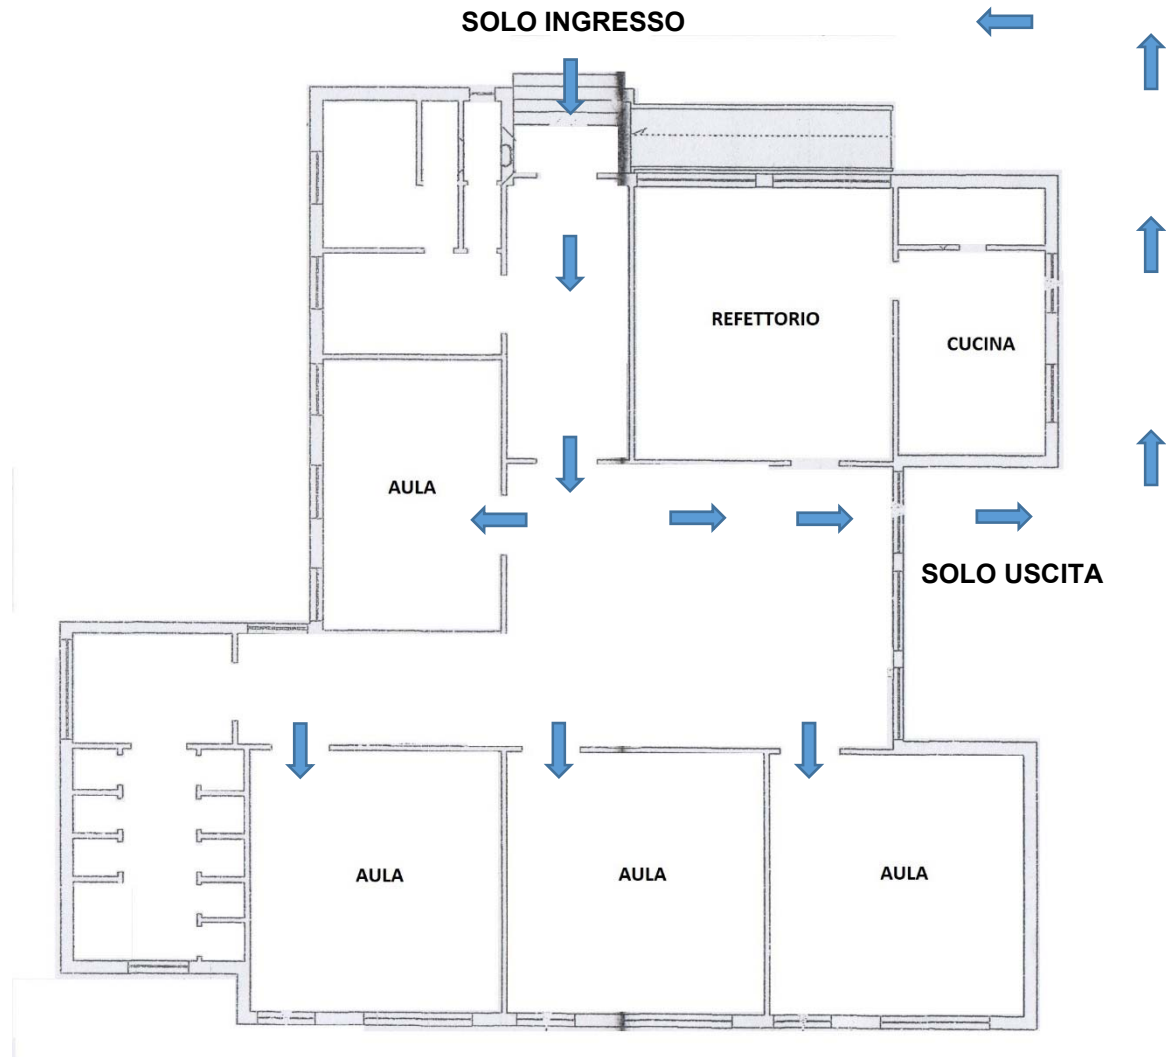 SOLO INGRESSO
REFETTORIO
CUCINA
AULA
SOLO USCITA
AULA
AULA
AULA